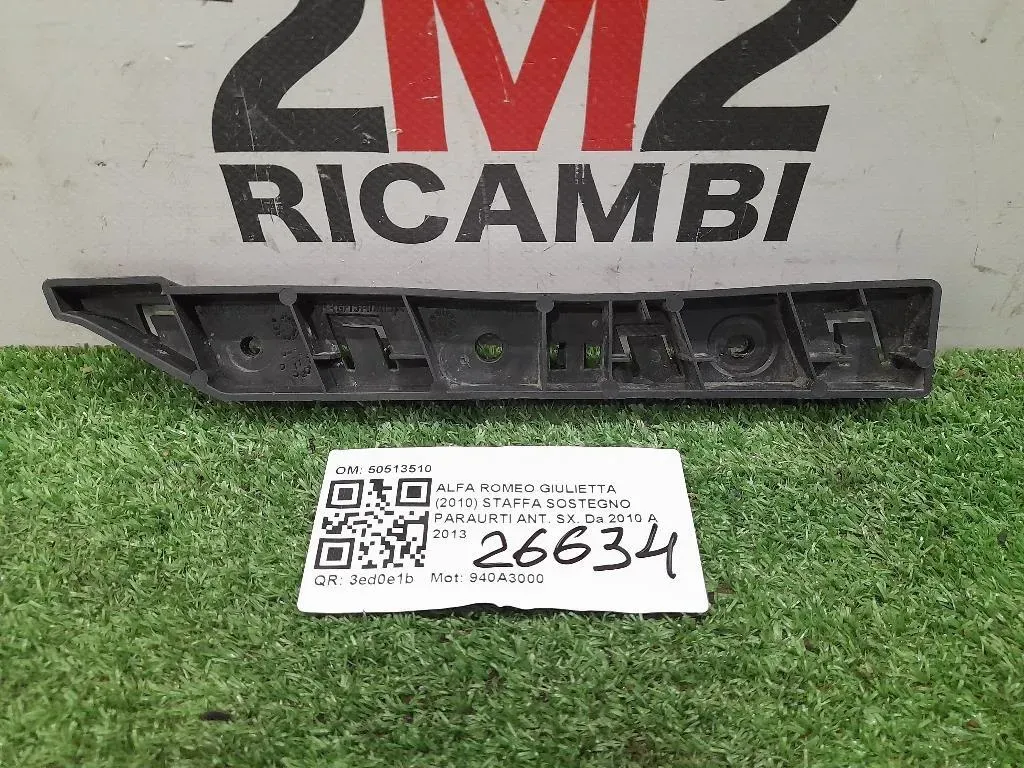 2M2
RICAMBI
OM: 50513510
ALFA ROMEO GIULIETTA
(2010) STAFFA SOSTEGNO
PARAURTI ANT. SX. Da 2010 A
2013
26634
QR: 3ed0e1b Mot: 940A3000